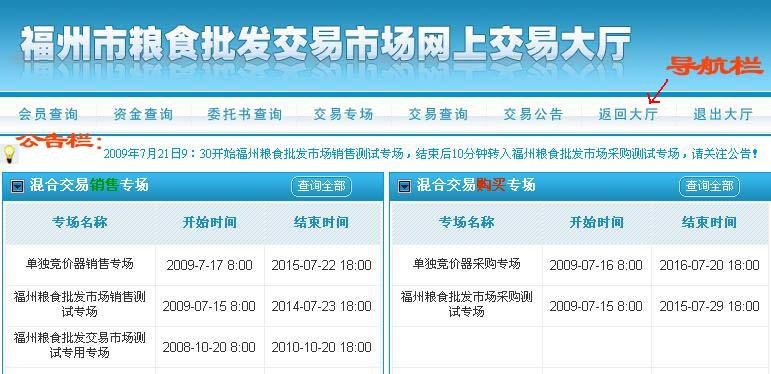 福州市粮食批发交易市场网上交易大厅
导航栏
会员查询 资金查询 委托书查询 交易专场 交易查询 交易公告 返回大厅 退出大厅
公告栏：
2009年7月21日9：30开始福州粮食批发市场销售测试专场，结束后10分钟转入福州粮食批发市场采购测试专场，请关注公告！
混合交易销售专场 查询全部
专场名称 开始时间 结束时间
单独竞价器销售专场 2009-7-17 8:00 2015-07-22 18:00
福州粮食批发市场销售测
试专场 2009-07-15 8:00 2014-07-23 18:00
福州粮食批发交易市场测
试专用专场 2008-10-20 8:00 2010-10-20 18:00
混合交易购买专场 查询全部
专场名称 开始时间 结束时间
单独竞价器采购专场 2009-07-16 8:00 2016-07-20 18:00
福州粮食批发市场采购测
试专场 2009-07-15 8:00 2015-07-29 18:00